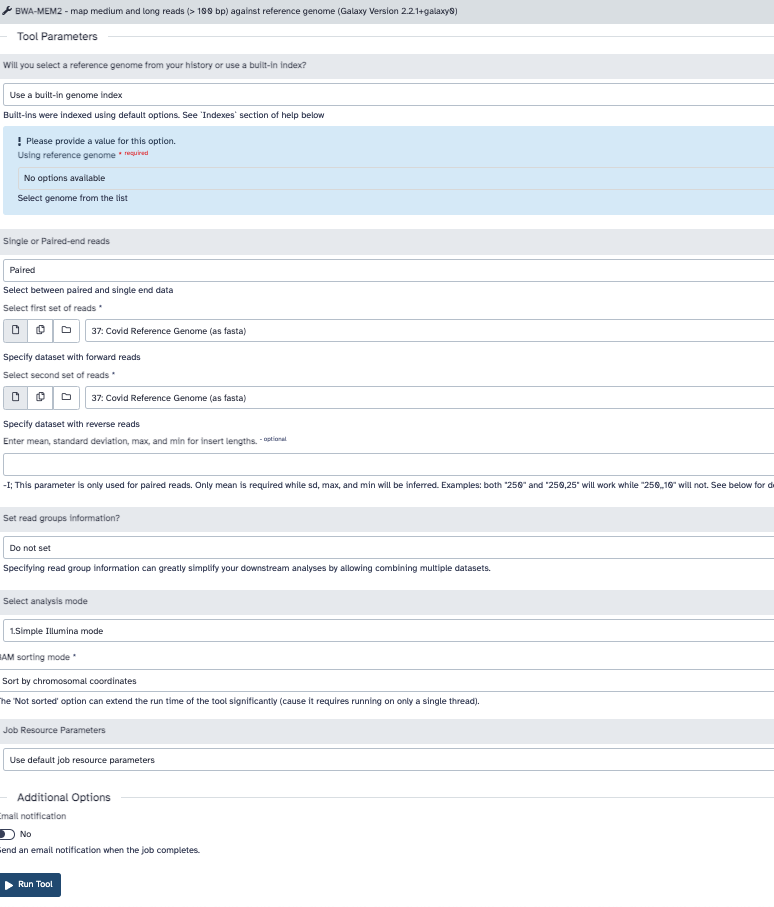 BWA-MEM2 - map medium and long reads (> 100 bp) against reference genome (Galaxy Version 2.2.1+galaxy0)
Tool Parameters
Will you select a reference genome from your history or use a built-in index?
Use a built-in genome index
Built-ins were indexed using default options. See `Indexes` section of help below
! Please provide a value for this option.
Using reference genome * required
No options available
Select genome from the list
Single or Paired-end reads
Paired
Select between paired and single end data
Select first set of reads *
37: Covid Reference Genome (as fasta)
Specify dataset with forward reads
Select second set of reads *
37: Covid Reference Genome (as fasta)
Specify dataset with reverse reads
Enter mean, standard deviation, max, and min for insert lengths. - optional
-I; This parameter is only used for paired reads. Only mean is required while sd, max, and min will be inferred. Examples: both "250" and "250,25" will work while "250,,10" will not. See below for de
Set read groups information?
Do not set
Specifying read group information can greatly simplify your downstream analyses by allowing combining multiple datasets.
Select analysis mode
1.Simple Illumina mode
BAM sorting mode *
Sort by chromosomal coordinates
The 'Not sorted' option can extend the run time of the tool significantly (cause it requires running on only a single thread).
Job Resource Parameters
Use default job resource parameters
Additional Options
Email notification
No
Send an email notification when the job completes.
Run Tool